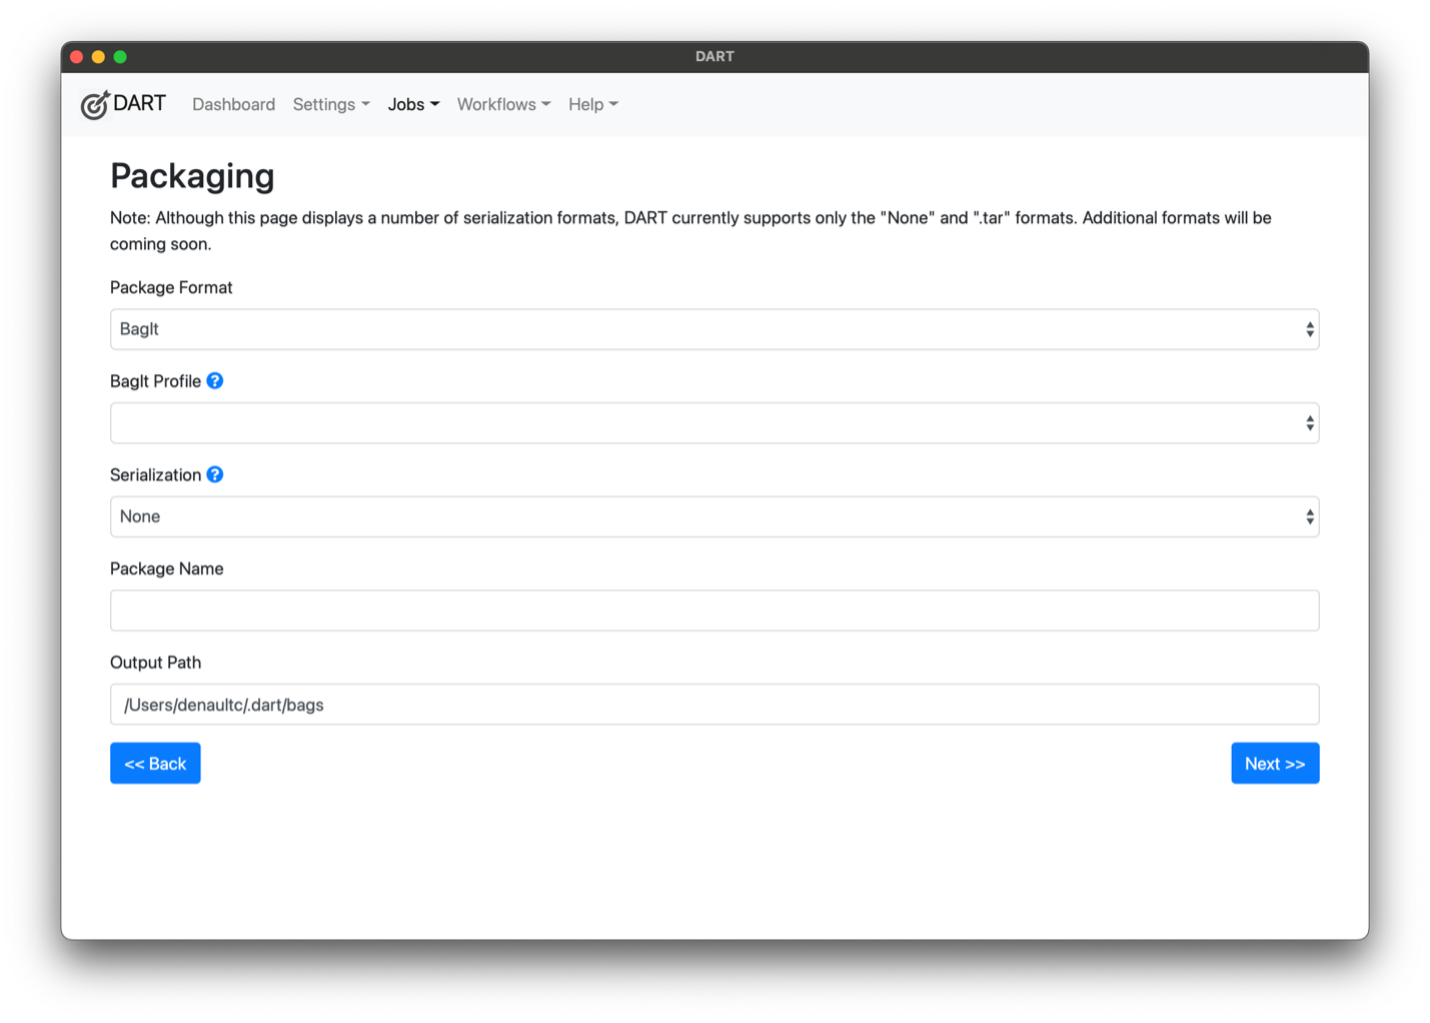 DART
DART Dashboard Settings Jobs Workflows Help
Packaging
Note: Although this page displays a number of serialization formats, DART currently supports only the "None" and ".tar" formats. Additional formats will be
coming soon.
Package Format
BagIt
BagIt Profile ?
Serialization ?
None
Package Name
Output Path
/Users/denaultc/.dart/bags
<< Back Next >>